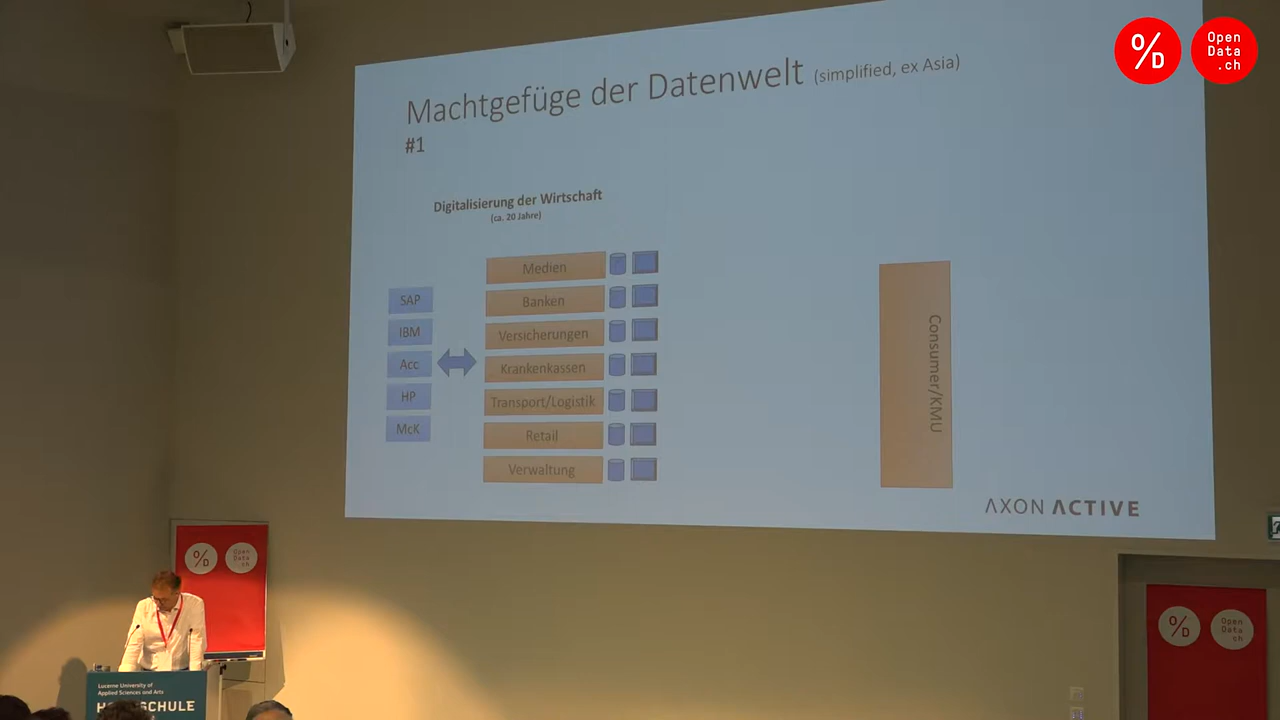 Machtgefüge der Datenwelt (simplified, ex Asia)
#1
Digitalisierung der Wirtschaft
(ca. 20 Jahre)
SAP
IBM
Acc
HP
McK
Medien
Banken
Versicherungen
Krankenkassen
Transport/Logistik
Retail
Verwaltung
Consumer/KMU
AXON ACTIVE
%D
Open
Data
.ch
%D
Open
Data
.ch
%D
Open
Data
.ch
Lucerne University of
Applied Sciences and Arts